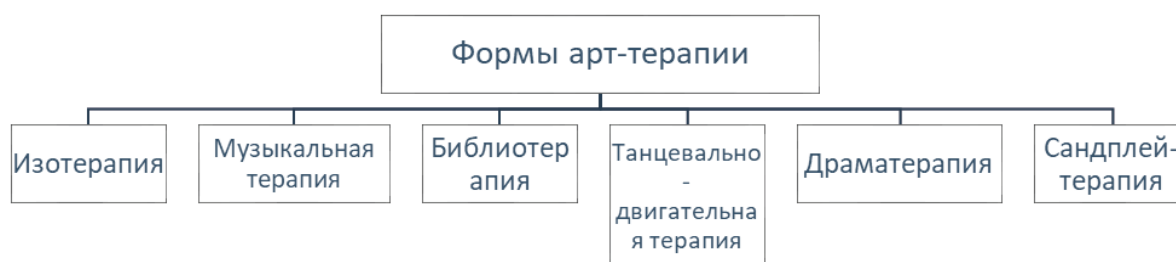 Формы арт-терапии
Изотерапия
Музыкальная
терапия
Библиотер
апия
Танцевально
-
двигательна
я терапия
Драматерапия
Сандплей-
терапия